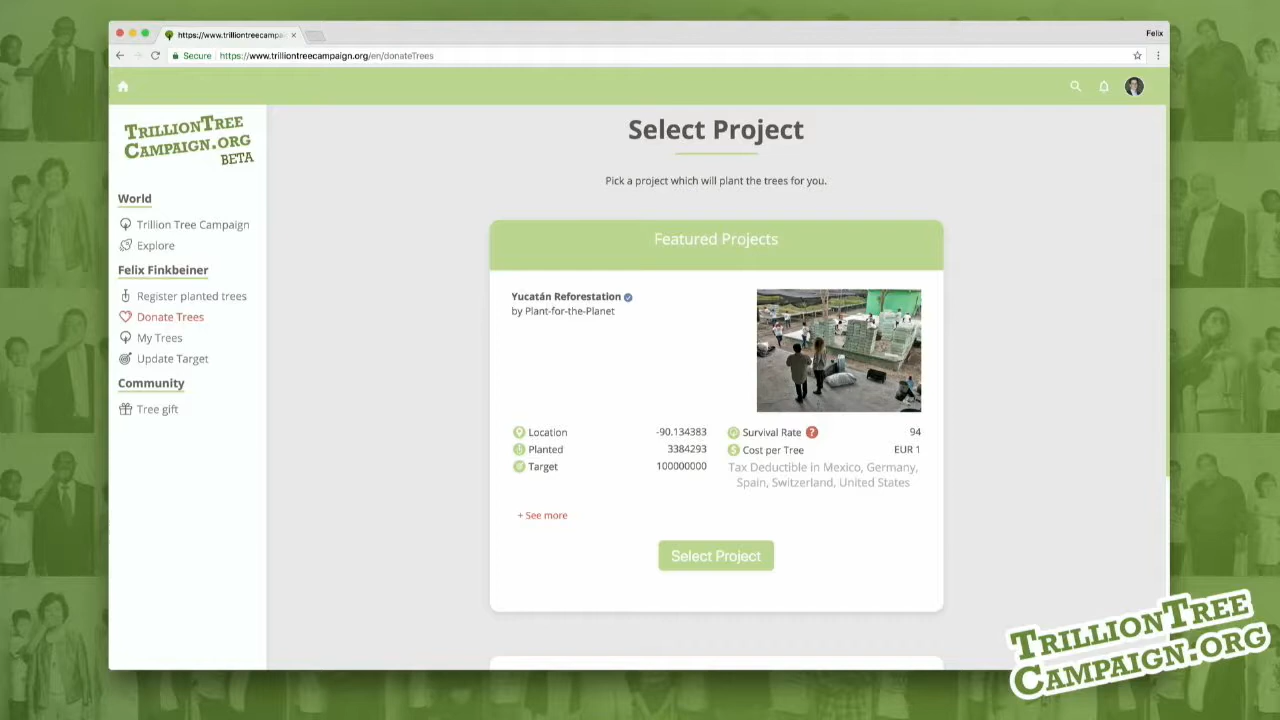 https://www.trilliontreecampai
Felix
Secure
https://www.trilliontreecampaign.org/en/donateTrees
TRILLIONTREE
CAMPAIGN.ORG
BETA
World
Trillion Tree Campaign
Explore
Felix Finkbeiner
Register planted trees
Donate Trees
My Trees
Update Target
Community
Tree gift
Select Project
Pick a project which will plant the trees for you.
Featured Projects
Yucatán Reforestation
by Plant-for-the-Planet
Location -90.134383
Planted 3384293
Target 100000000
Survival Rate ? 94
Cost per Tree EUR 1
Tax Deductible in Mexico, Germany,
Spain, Switzerland, United States
+ See more
Select Project
TRILLIONTREE
CAMPAIGN.ORG